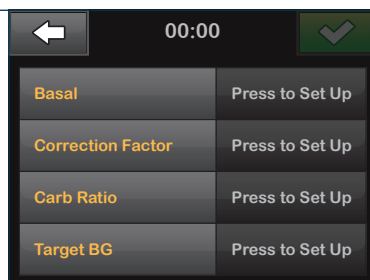 00:00
Basal Press to Set Up
Correction Factor Press to Set Up
Carb Ratio Press to Set Up
Target BG Press to Set Up